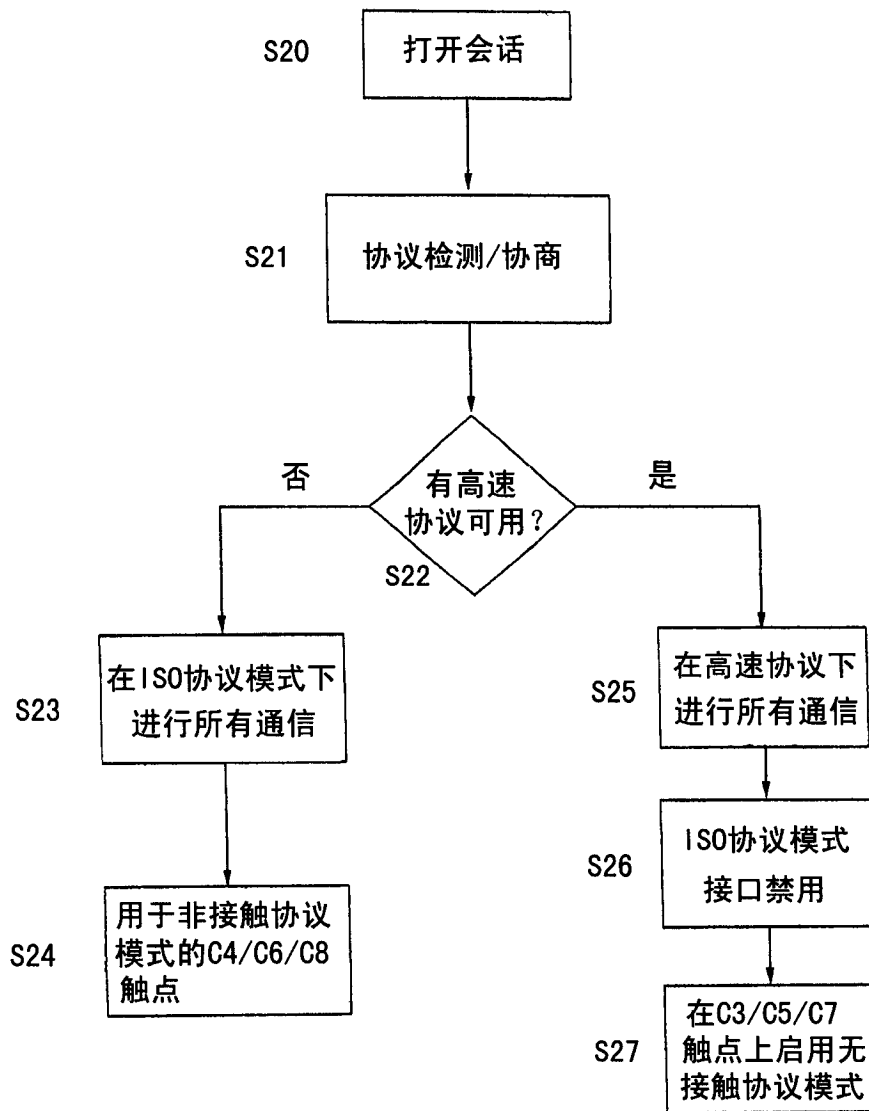 S20
打开会话
S21
协议检测/协商
否
有高速
协议可用？
是
S22
S23
在ISO协议模式下
进行所有通信
S25
在高速协议下
进行所有通信
S24
用于非接触协议
模式的C4/C6/C8
触点
S26
ISO协议模式
接口禁用
S27
在C3/C5/C7
触点上启用无
接触协议模式